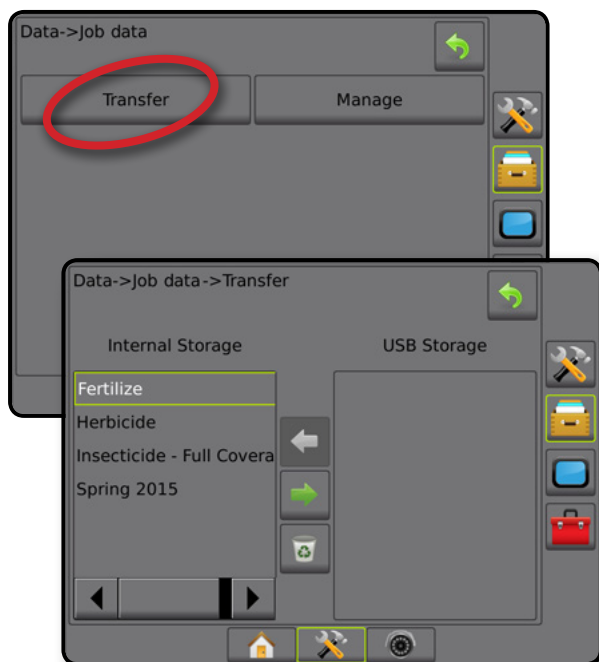 Data->Job data
Transfer
Manage
Data->Job data->Transfer
Internal Storage
USB Storage
Fertilize
Herbicide
Insecticide - Full Covera
Spring 2015